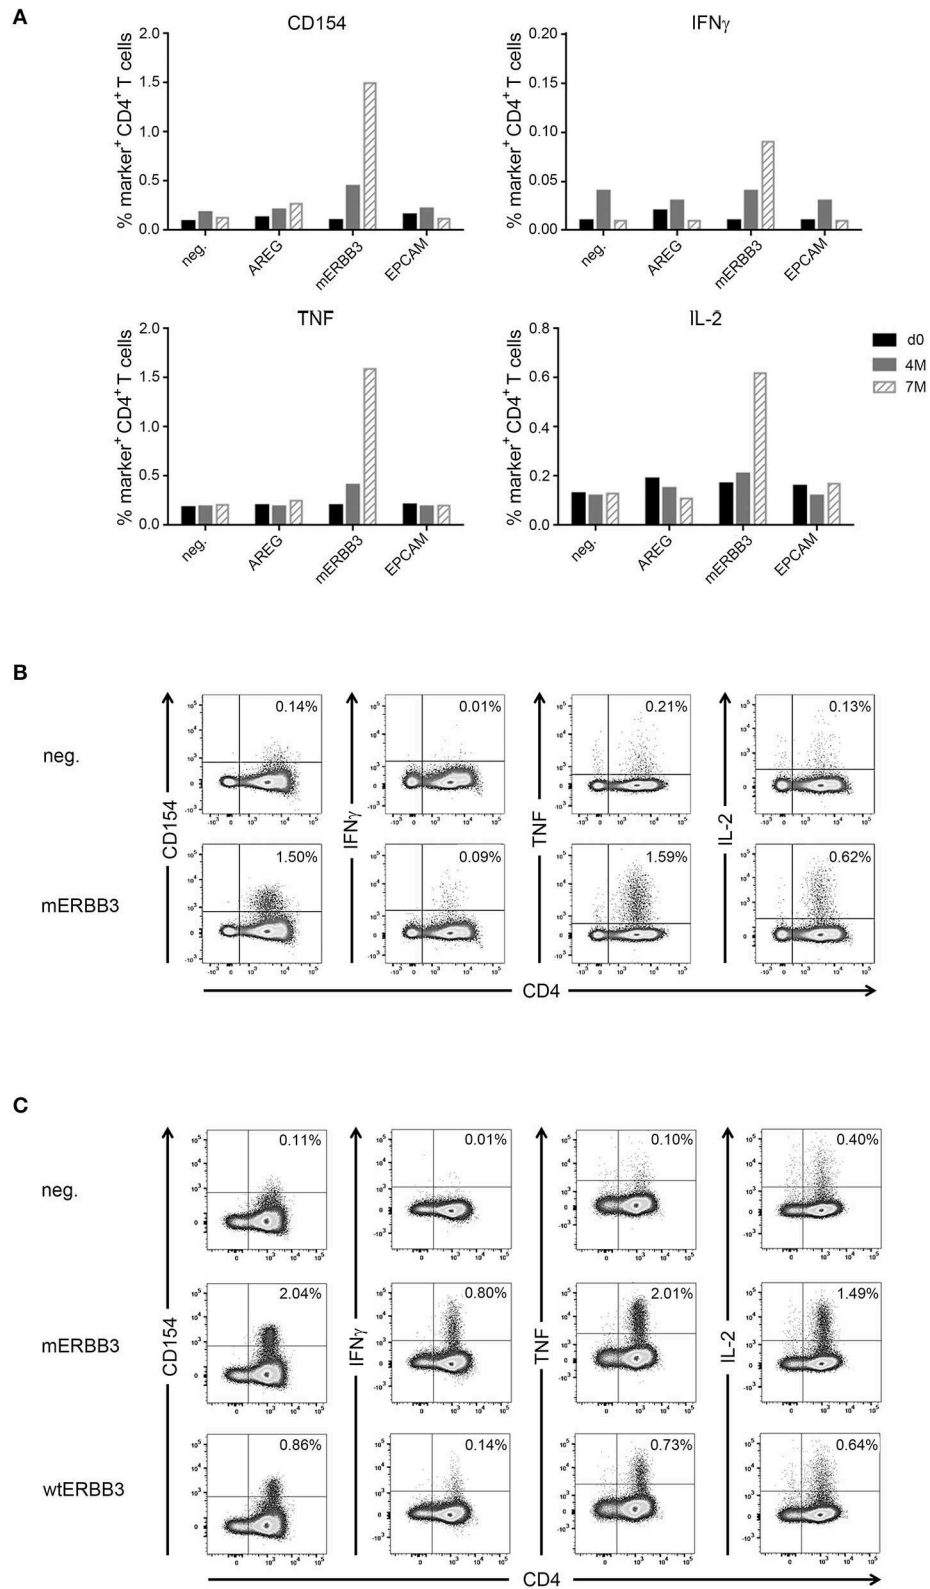 A
CD154
IFNγ
% marker⁺ CD4⁺ T cells
2.0
1.5
1.0
0.5
0.0
neg.
AREG
mERBB3
EPCAM
% marker⁺ CD4⁺ T cells
0.20
0.15
0.10
0.05
0.00
neg.
AREG
mERBB3
EPCAM
TNF
IL-2
% marker⁺ CD4⁺ T cells
2.0
1.5
1.0
0.5
0.0
neg.
AREG
mERBB3
EPCAM
% marker⁺ CD4⁺ T cells
0.8
0.6
0.4
0.2
0.0
neg.
AREG
mERBB3
EPCAM
d0
4M
7M
B
neg.
0.14%
0.01%
0.21%
0.13%
CD154
IFNγ
TNF
IL-2
mERBB3
1.50%
0.09%
1.59%
0.62%
CD4
C
neg.
0.11%
0.01%
0.10%
0.40%
mERBB3
2.04%
0.80%
2.01%
1.49%
CD154
IFNγ
TNF
IL-2
wtERBB3
0.86%
0.14%
0.73%
0.64%
CD4